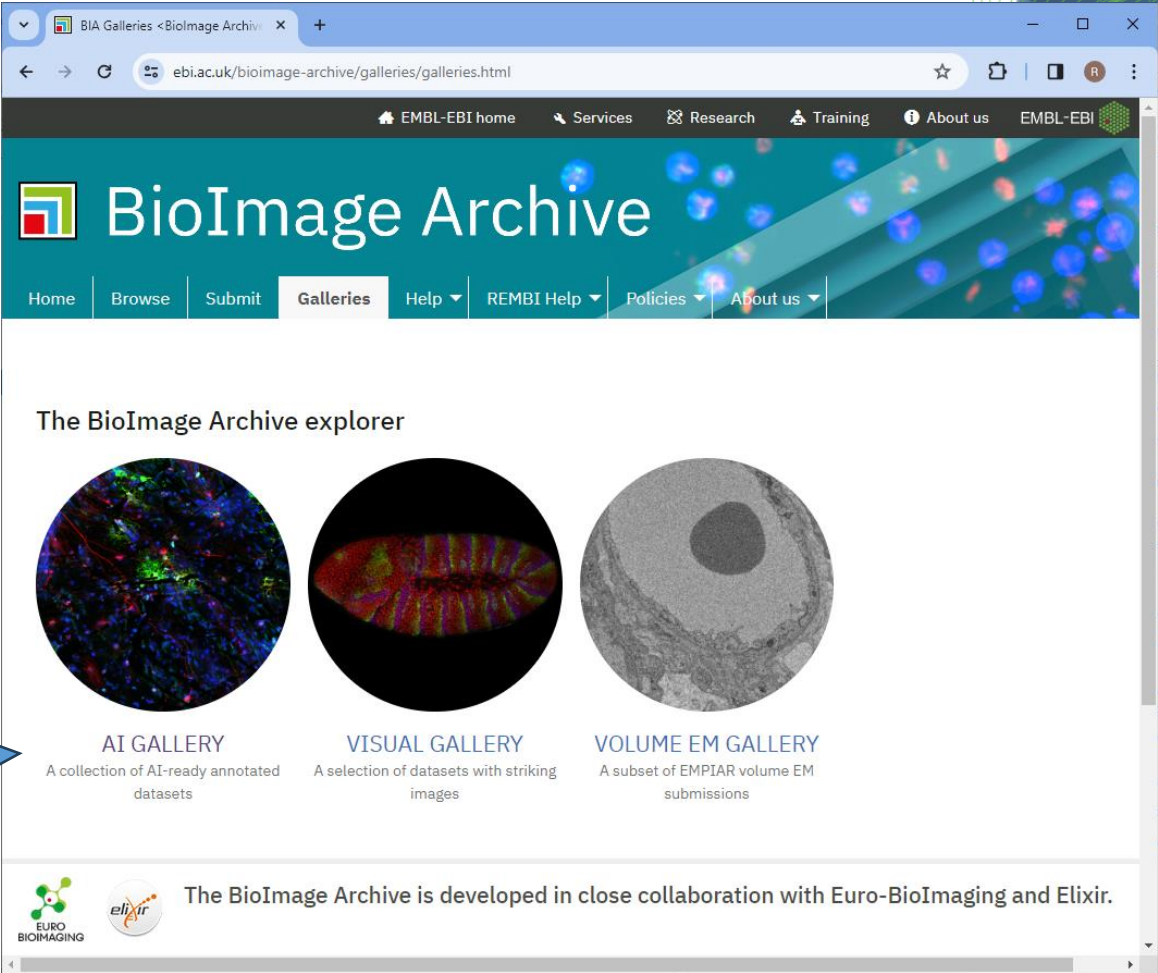 BIA Galleries <BioImage Archiv
ebi.ac.uk/bioimage-archive/galleries/galleries.html
R
EMBL-EBI home Services Research Training About us EMBL-EBI
BioImage Archive
Home Browse Submit Galleries Help REMBI Help Policies About us
The BioImage Archive explorer
AI GALLERY
A collection of AI-ready annotated
datasets
VISUAL GALLERY
A selection of datasets with striking
images
VOLUME EM GALLERY
A subset of EMPIAR volume EM
submissions
EURO
BIOIMAGING
elixir
The BioImage Archive is developed in close collaboration with Euro-BioImaging and Elixir.